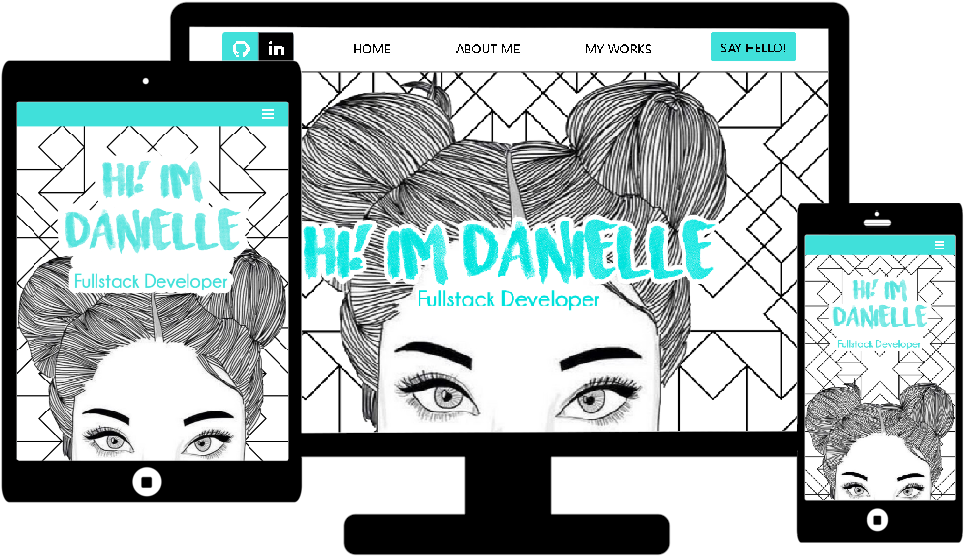 in HOME ABOUT ME MY WORKS SAY HELLO!
HI! IM DANIELLE
Fullstack Developer
HI! IM
DANIELLE
Fullstack Developer
HI! IM
DANIELLE
Fullstack Developer